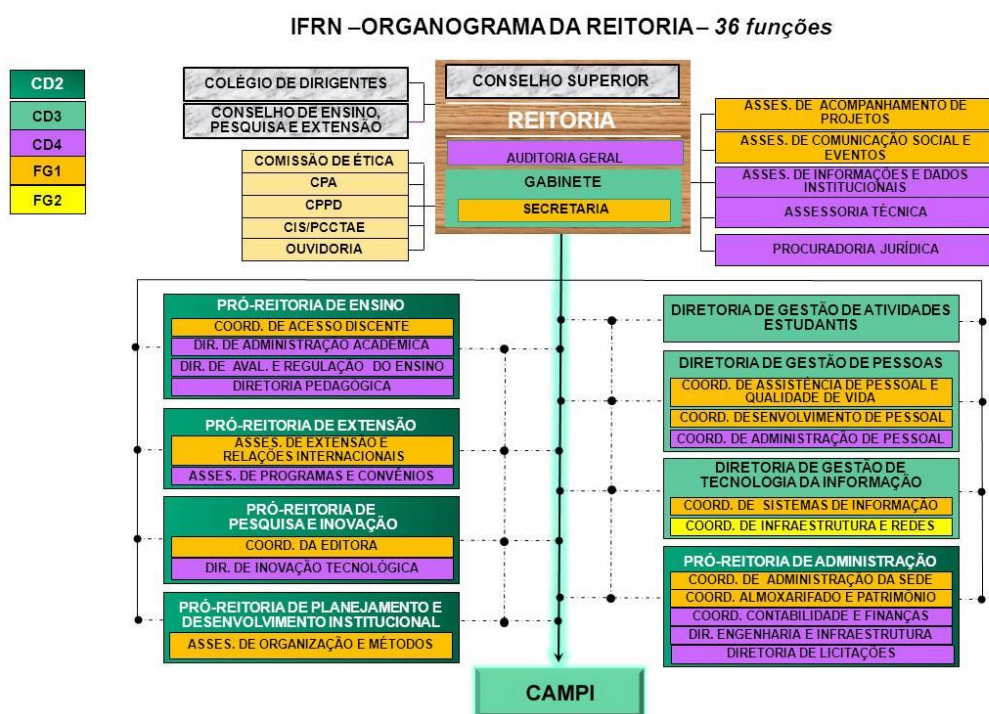 IFRN –ORGANOGRAMA DA REITORIA – 36 funções
CD2
CD3
CD4
FG1
FG2
COLÉGIO DE DIRIGENTES
CONSELHO DE ENSINO,
PESQUISA E EXTENSÃO
COMISSÃO DE ÉTICA
CPA
CPPD
CIS/PCCTAE
OUVIDORIA
CONSELHO SUPERIOR
REITORIA
AUDITORIA GERAL
GABINETE
SECRETARIA
ASSES. DE ACOMPANHAMENTO DE
PROJETOS
ASSES. DE COMUNICAÇÃO SOCIAL E
EVENTOS
ASSES. DE INFORMAÇÕES E DADOS
INSTITUCIONAIS
ASSESSORIA TÉCNICA
PROCURADORIA JURÍDICA
PRÓ-REITORIA DE ENSINO
COORD. DE ACESSO DISCENTE
DIR. DE ADMINISTRAÇÃO ACADÊMICA
DIR. DE AVAL. E REGULAÇÃO DO ENSINO
DIRETORIA PEDAGÓGICA
PRÓ-REITORIA DE EXTENSÃO
ASSES. DE EXTENSÃO E
RELAÇÕES INTERNACIONAIS
ASSES. DE PROGRAMAS E CONVÊNIOS
PRÓ-REITORIA DE
PESQUISA E INOVAÇÃO
COORD. DA EDITORA
DIR. DE INOVAÇÃO TECNOLÓGICA
PRÓ-REITORIA DE PLANEJAMENTO E
DESENVOLVIMENTO INSTITUCIONAL
ASSES. DE ORGANIZAÇÃO E MÉTODOS
DIRETORIA DE GESTÃO DE ATIVIDADES
ESTUDANTIS
DIRETORIA DE GESTÃO DE PESSOAS
COORD. DE ASSISTÊNCIA DE PESSOAL E
QUALIDADE DE VIDA
COORD. DESENVOLVIMENTO DE PESSOAL
COORD. DE ADMINISTRAÇÃO DE PESSOAL
DIRETORIA DE GESTÃO DE
TECNOLOGIA DA INFORMAÇÃO
COORD. DE SISTEMAS DE INFORMAÇÃO
COORD. DE INFRAESTRUTURA E REDES
PRÓ-REITORIA DE ADMINISTRAÇÃO
COORD. DE ADMINISTRAÇÃO DA SEDE
COORD. ALMOXARIFADO E PATRIMÔNIO
COORD. CONTABILIDADE E FINANÇAS
DIR. ENGENHARIA E INFRAESTRUTURA
DIRETORIA DE LICITAÇÕES
CAMPI